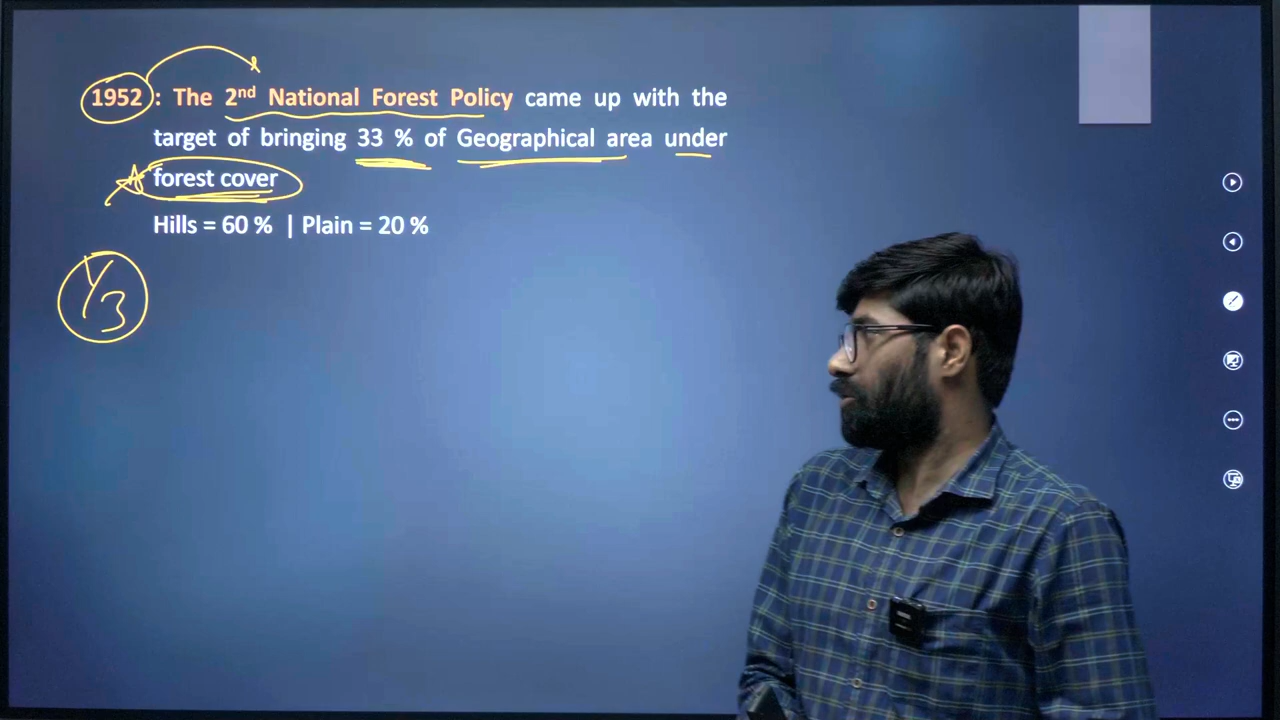 1952 : The 2nd National Forest Policy came up with the
target of bringing 33 % of Geographical area under
forest cover
Hills = 60 % | Plain = 20 %
1/3